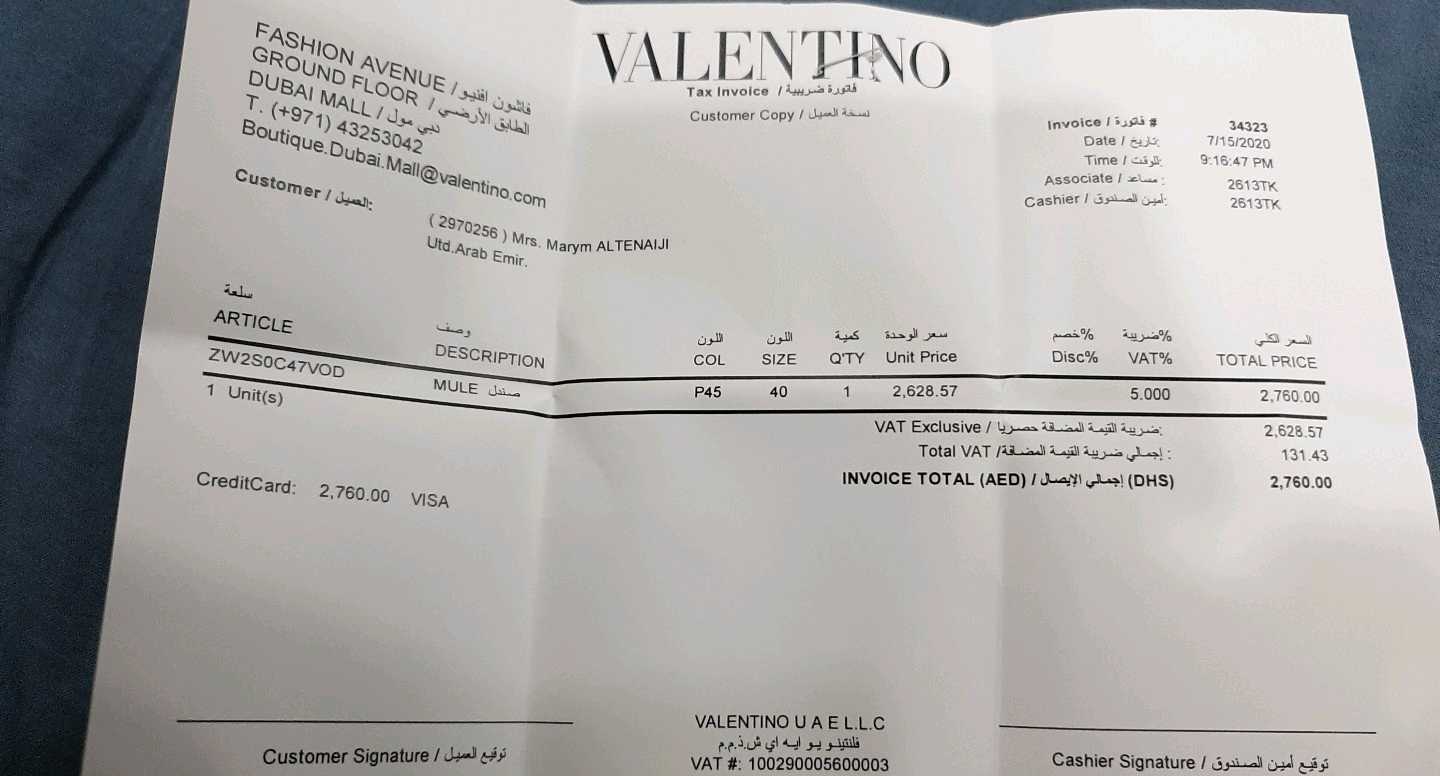 VALENTINO
Tax Invoice / فاتورة ضريبية
Customer Copy / نسخة العميل
FASHION AVENUE / فاشون افنيو
GROUND FLOOR / الطابق الأرضي
DUBAI MALL / دبي مول
T. (+971) 43253042
Boutique.Dubai.Mall@valentino.com
Invoice / فاتورة # 34323
Date / تاريخ: 7/15/2020
Time / للوقت: 9:16:47 PM
Associate / مساعد : 2613TK
Cashier / أمين الصندوق: 2613TK
Customer / العميل:
( 2970256 ) Mrs. Marym ALTENAIJI
Utd.Arab Emir.
سلعة وصف اللون اللون كمية سعر الوحدة خصم% ضريبة% السعر الكلي
ARTICLE DESCRIPTION COL SIZE Q'TY Unit Price Disc% VAT% TOTAL PRICE
ZW2S0C47VOD MULE صندل P45 40 1 2,628.57 5.000 2,760.00
1 Unit(s)
VAT Exclusive / ضريبة القيمة المضافة حصريا: 2,628.57
Total VAT /إجمالي ضريبة القيمة المضافة : 131.43
INVOICE TOTAL (AED) / إجمالي الإيصال (DHS) 2,760.00
CreditCard: 2,760.00 VISA
Customer Signature / توقيع العميل
VALENTINO U A E L.L.C
فلنتينو يو ايه اي ش.ذ.م.م
VAT #: 100290005600003
Cashier Signature / توقيع أمين الصندوق